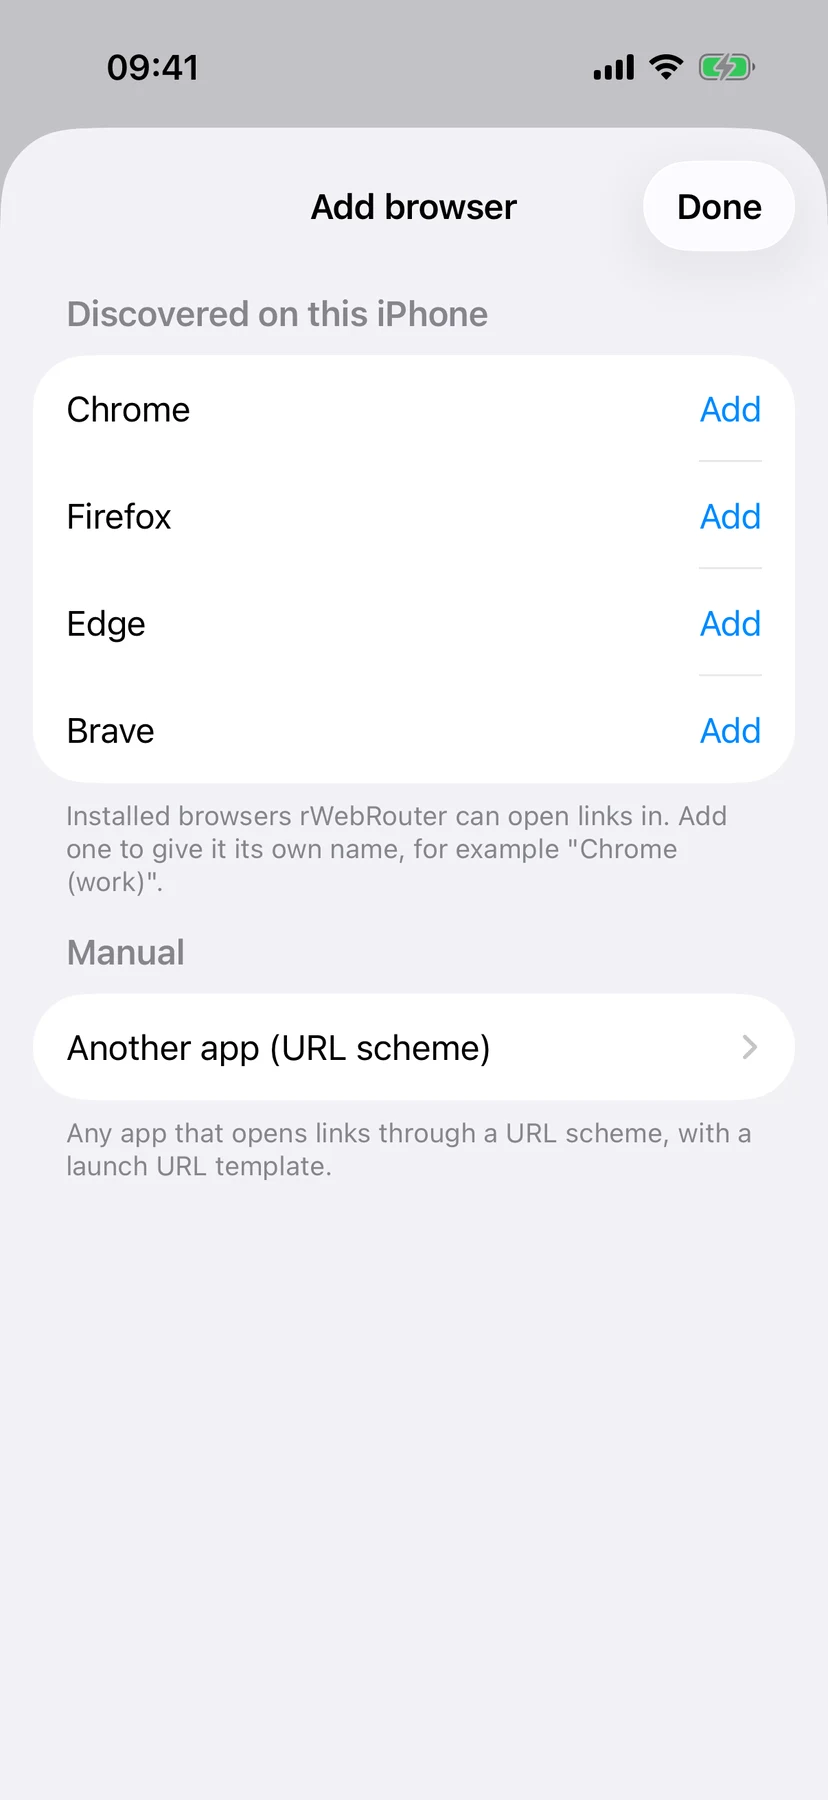 09:41
Add browser
Done
Discovered on this iPhone
Chrome
Add
Firefox
Add
Edge
Add
Brave
Add
Installed browsers rWebRouter can open links in. Add
one to give it its own name, for example "Chrome
(work)".
Manual
Another app (URL scheme)
Any app that opens links through a URL scheme, with a
launch URL template.